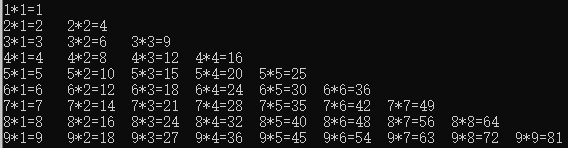 1*1=1
2*1=2 2*2=4
3*1=3 3*2=6 3*3=9
4*1=4 4*2=8 4*3=12 4*4=16
5*1=5 5*2=10 5*3=15 5*4=20 5*5=25
6*1=6 6*2=12 6*3=18 6*4=24 6*5=30 6*6=36
7*1=7 7*2=14 7*3=21 7*4=28 7*5=35 7*6=42 7*7=49
8*1=8 8*2=16 8*3=24 8*4=32 8*5=40 8*6=48 8*7=56 8*8=64
9*1=9 9*2=18 9*3=27 9*4=36 9*5=45 9*6=54 9*7=63 9*8=72 9*9=81